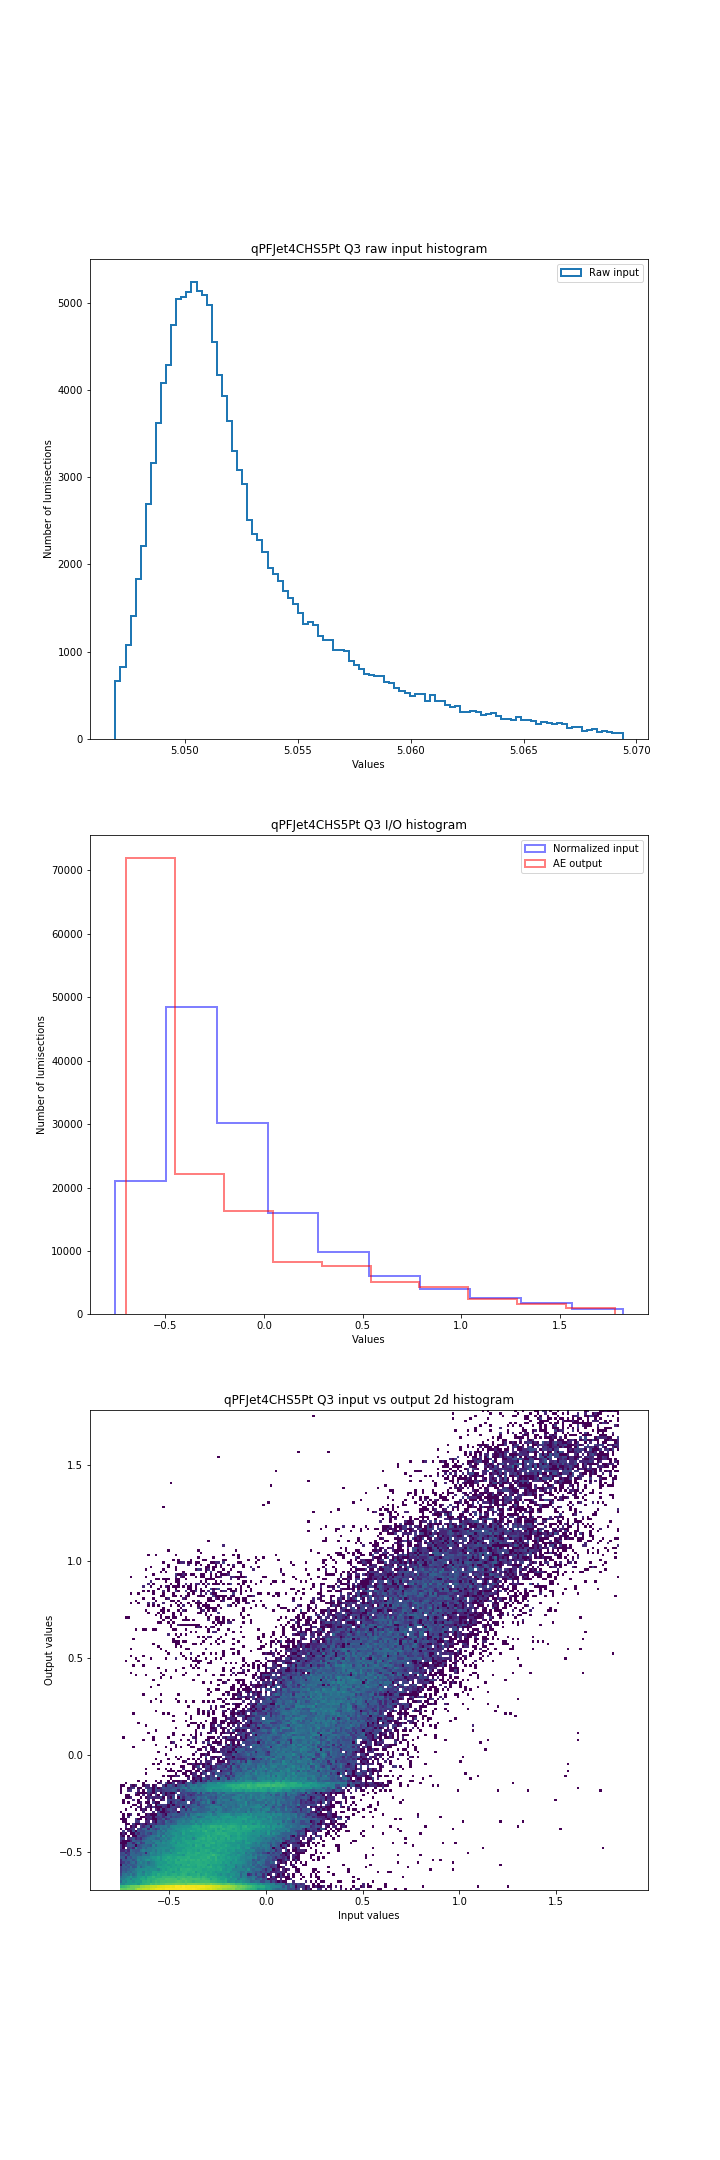 qPFJet4CHS5Pt Q3 raw input histogram
Raw input
5000
4000
3000
2000
1000
0
Number of lumisections
5.050 5.055 5.060 5.065 5.070
Values
qPFJet4CHS5Pt Q3 I/O histogram
Normalized input
AE output
70000
60000
50000
40000
30000
20000
10000
0
Number of lumisections
−0.5 0.0 0.5 1.0 1.5
Values
qPFJet4CHS5Pt Q3 input vs output 2d histogram
1.5
1.0
0.5
0.0
−0.5
Output values
−0.5 0.0 0.5 1.0 1.5
Input values